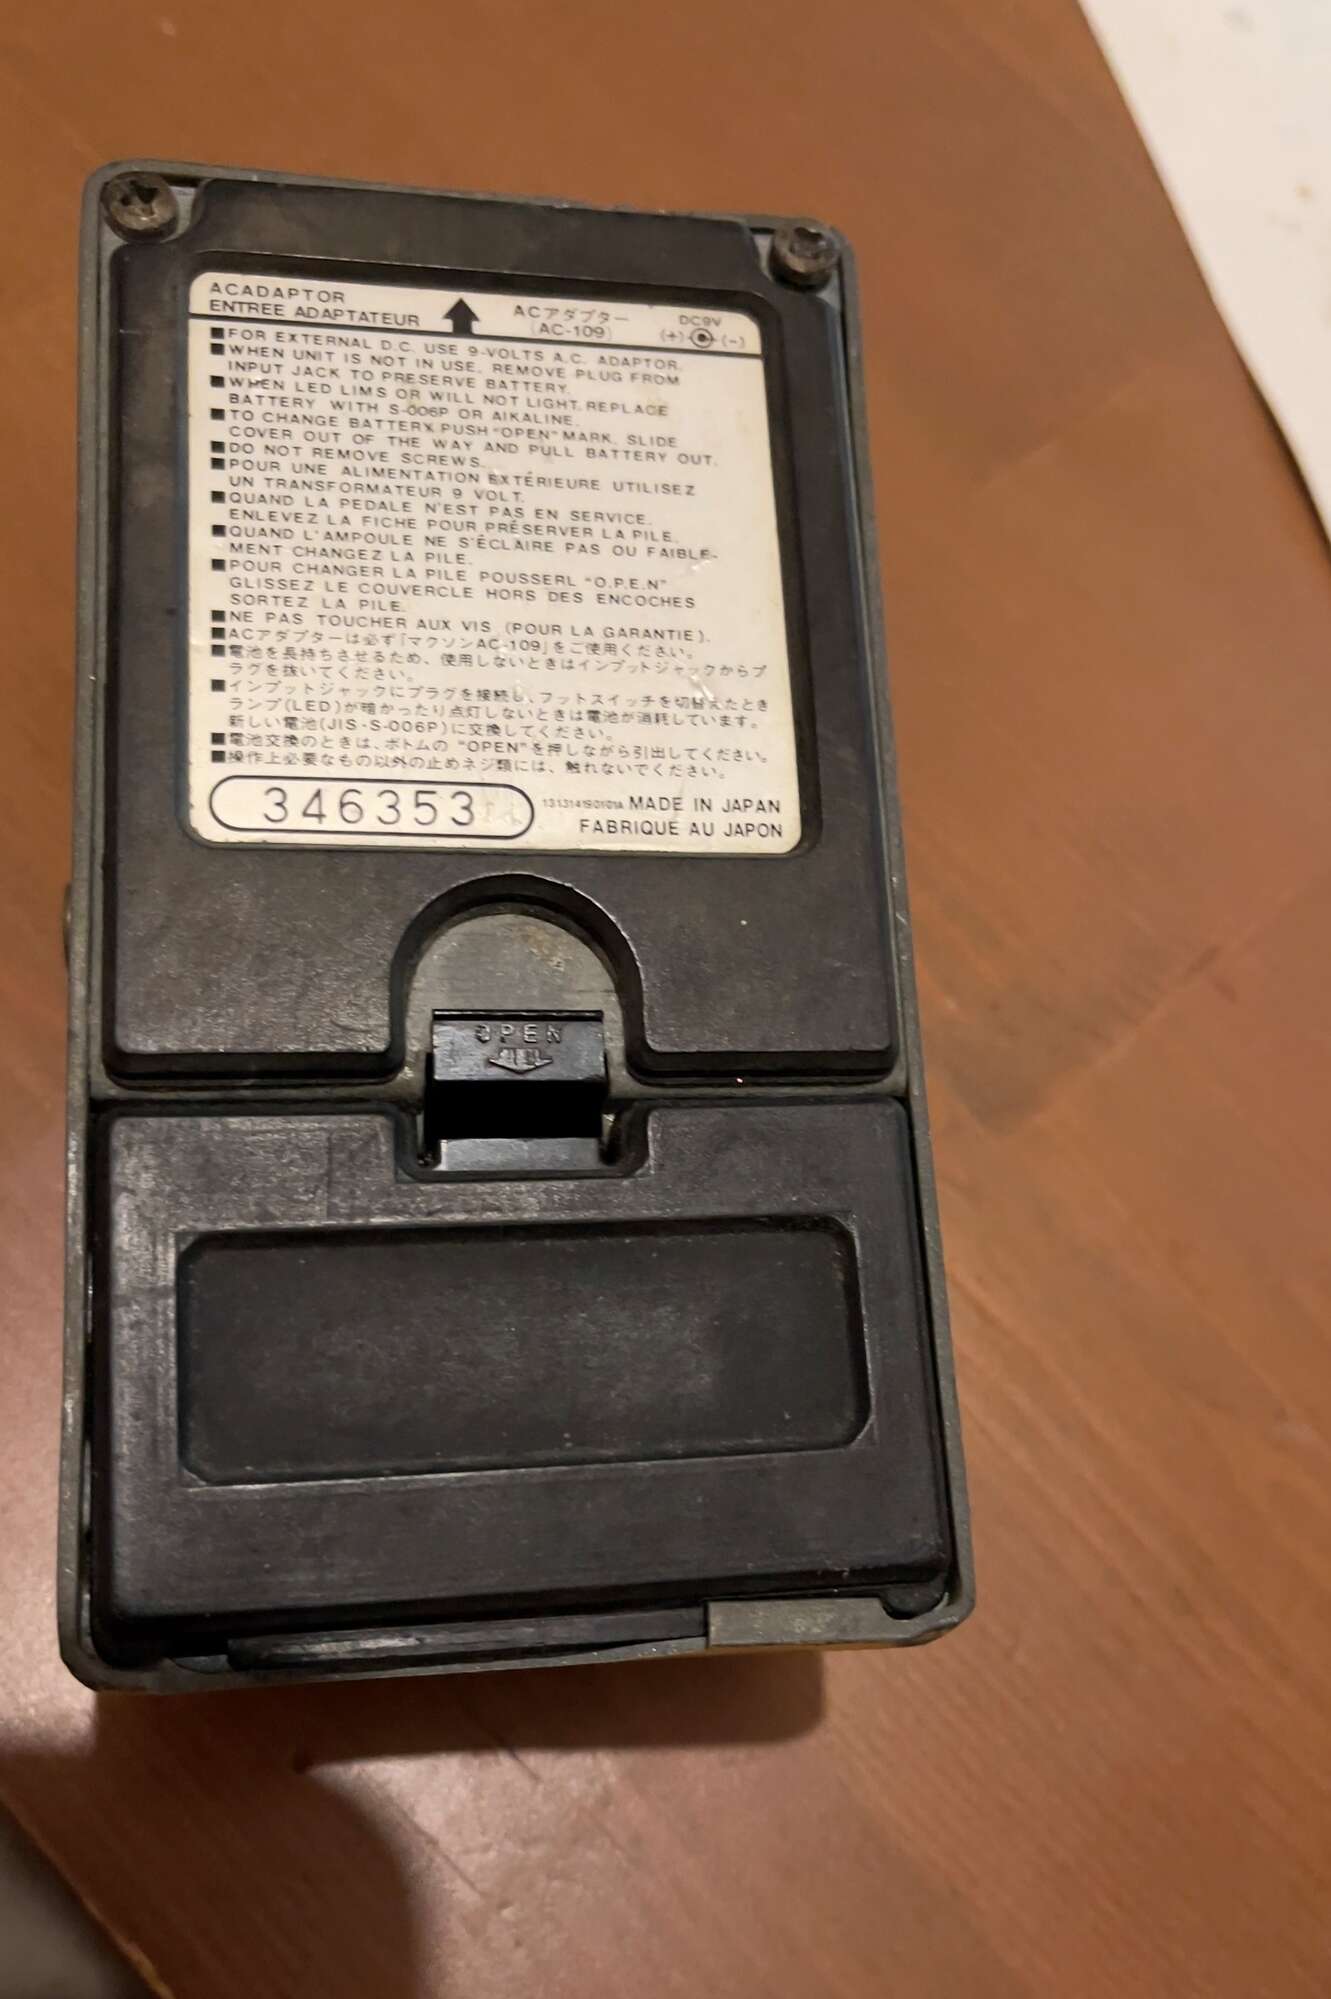 ACADAPTOR
ENTREE ADAPTATEUR
ACアダプター
(AC-109)
DC9V
(+) (-)
■FOR EXTERNAL D.C. USE 9-VOLTS A.C. ADAPTOR.
■WHEN UNIT IS NOT IN USE. REMOVE PLUG FROM
INPUT JACK TO PRESERVE BATTERY.
■WHEN LED LIMS OR WILL NOT LIGHT. REPLACE
BATTERY WITH S-006P OR AIKALINE.
■TO CHANGE BATTERY, PUSH "OPEN" MARK. SLIDE
COVER OUT OF THE WAY AND PULL BATTERY OUT.
■DO NOT REMOVE SCREWS.
■POUR UNE ALIMENTATION EXTÉRIEURE UTILISEZ
UN TRANSFORMATEUR 9 VOLT.
■QUAND LA PEDALE N'EST PAS EN SERVICE.
ENLEVEZ LA FICHE POUR PRÉSERVER LA PILE.
■QUAND L'AMPOULE NE S'ÉCLAIRE PAS OU FAIBLE-
MENT CHANGEZ LA PILE.
■POUR CHANGER LA PILE POUSSERL "O.P.E.N"
GLISSEZ LE COUVERCLE HORS DES ENCOCHES
SORTEZ LA PILE.
■NE PAS TOUCHER AUX VIS (POUR LA GARANTIE).
■ACアダプターは必ず「マクソンAC-109」をご使用ください。
■電池を長持ちさせるため、使用しないときはインプットジャックからプ
ラグを抜いてください。
■インプットジャックにプラグを接続し、フットスイッチを切替えたとき
ランプ(LED)が暗かったり点灯しないときは電池が消耗しています。
新しい電池(JIS・S-006P)に交換してください。
■電池交換のときは、ボトムの "OPEN"を押しながら引出してください。
■操作上必要なもの以外の止めネジ類には、触れないでください。
346353
131314190101A MADE IN JAPAN
FABRIQUE AU JAPON
OPEN